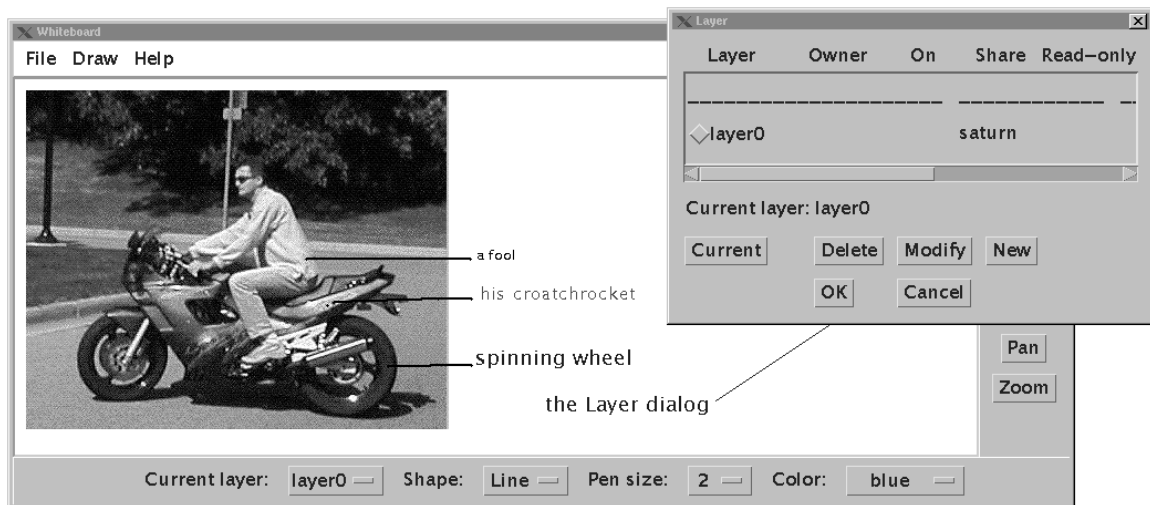 Whiteboard
File Draw Help
a fool
his croatchrocket
spinning wheel
the Layer dialog
Layer
Layer Owner On Share Read-only
layer0 saturn
Current layer: layer0
Current Delete Modify New
OK Cancel
Pan
Zoom
Current layer: layer0 Shape: Line Pen size: 2 Color: blue